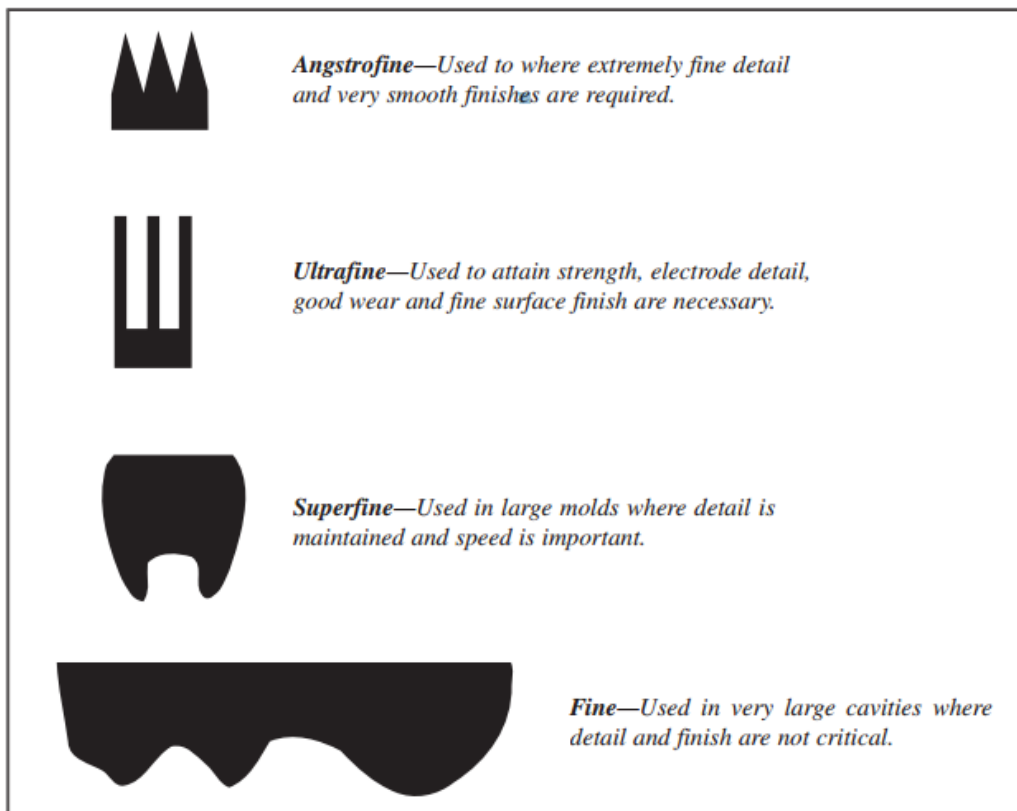 Angstrofine—Used to where extremely fine detail
and very smooth finishes are required.
Ultrafine—Used to attain strength, electrode detail,
good wear and fine surface finish are necessary.
Superfine—Used in large molds where detail is
maintained and speed is important.
Fine—Used in very large cavities where
detail and finish are not critical.